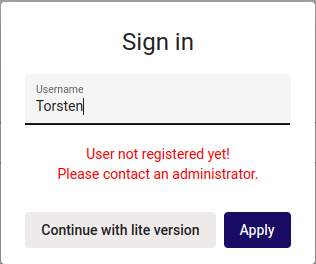 Sign in
Username
Torsten
User not registered yet!
Please contact an administrator.
Continue with lite version
Apply